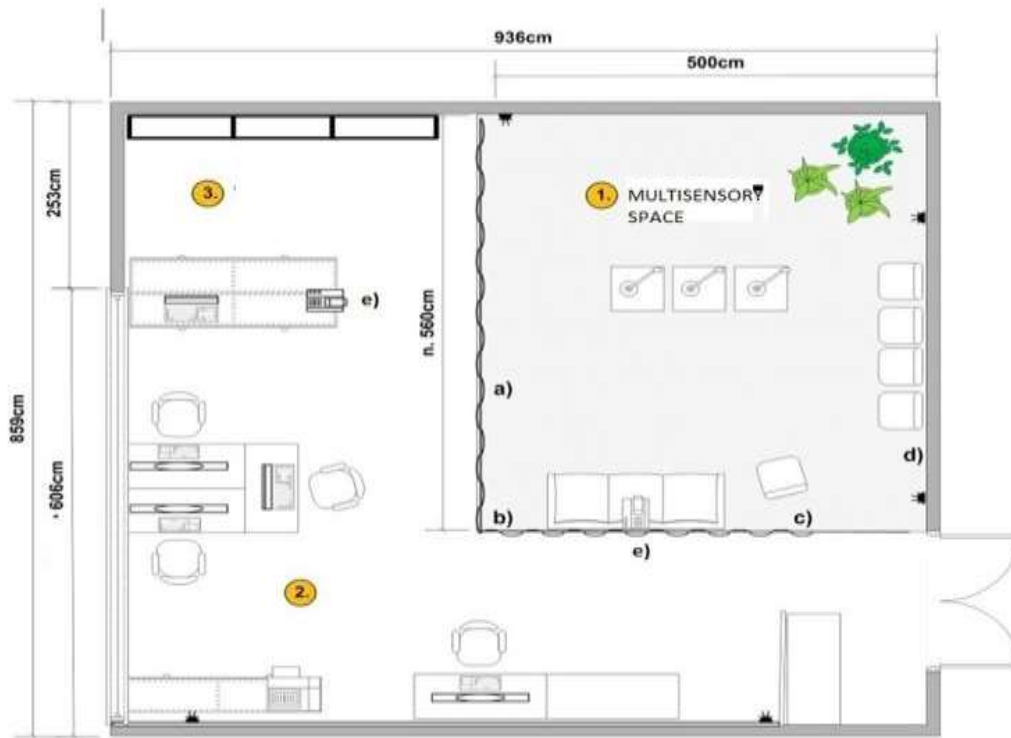 936cm
500cm
253cm
3.
1. MULTISENSORY
SPACE
e)
n. 560cm
a)
859cm
606cm
d)
b)
c)
e)
2.